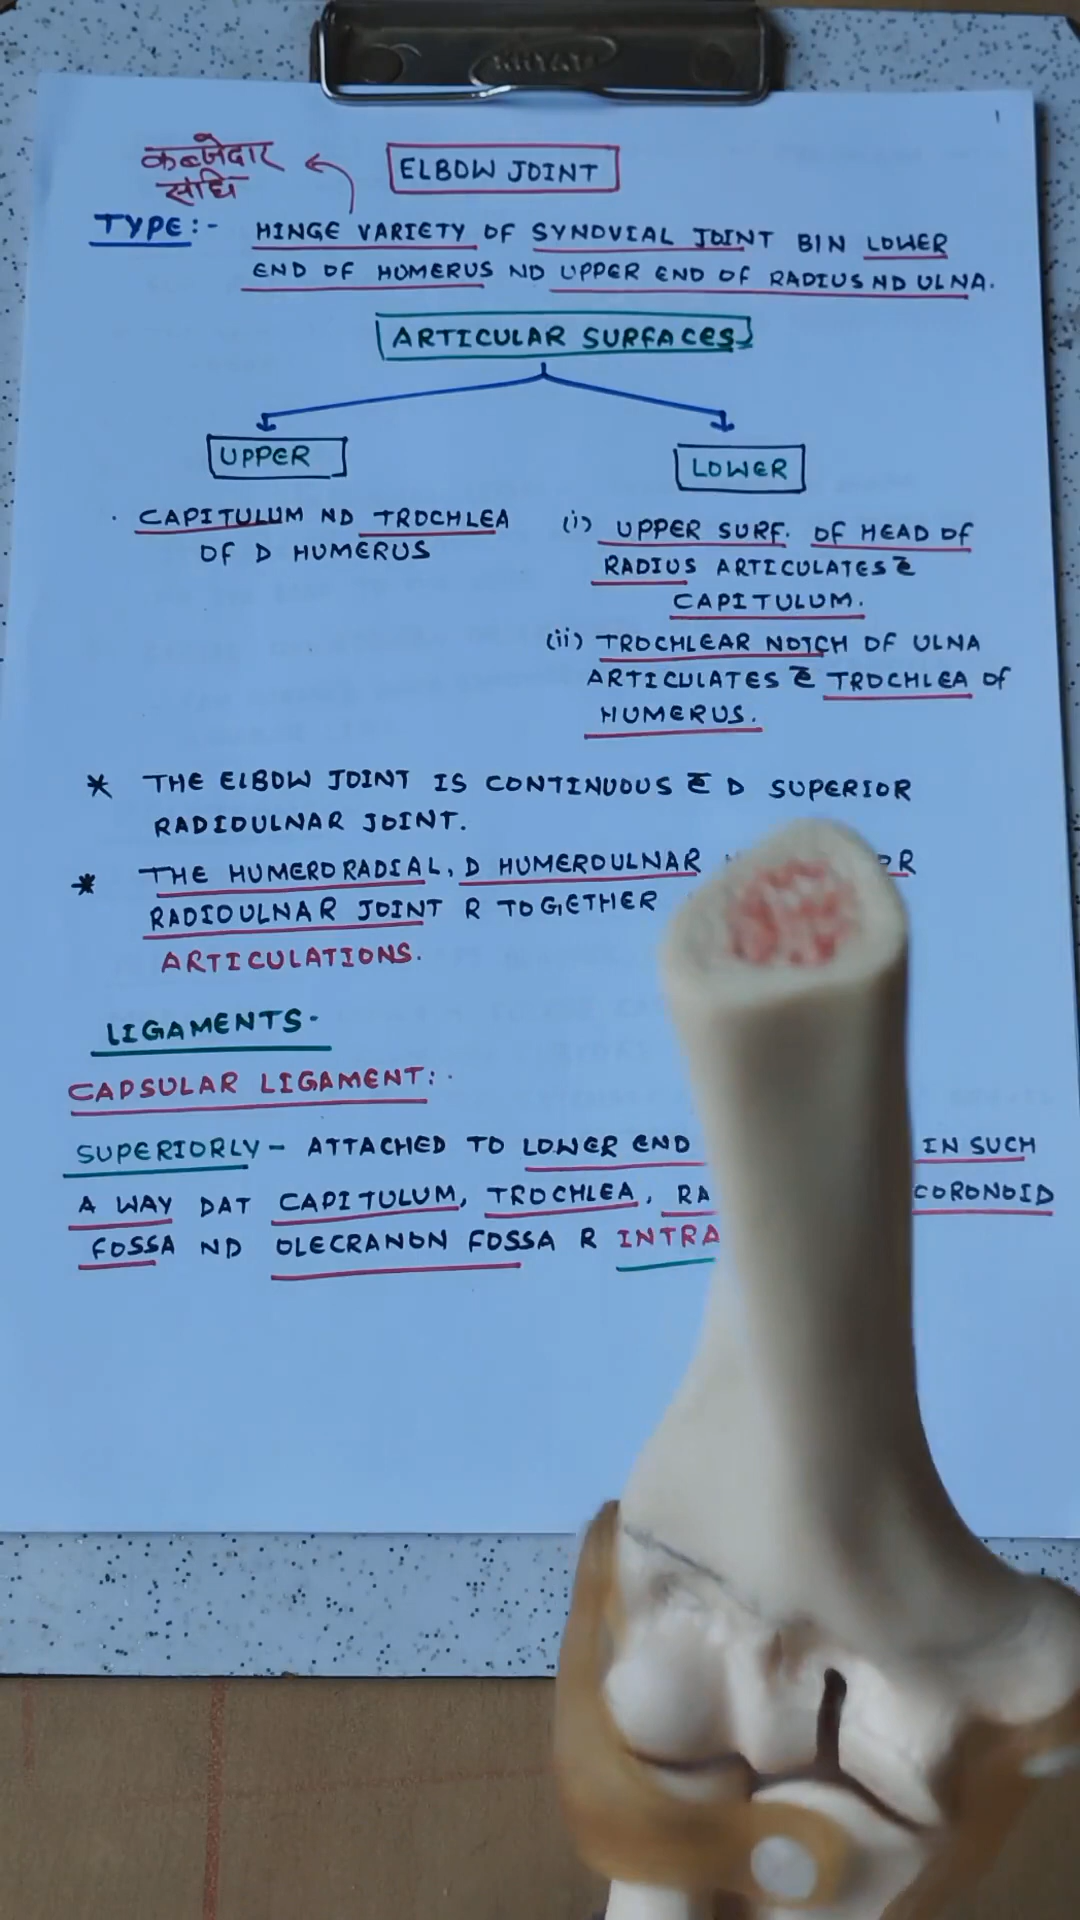 1
कब्जेदार
संधि
ELBOW JOINT
TYPE:- HINGE VARIETY OF SYNOVIAL JOINT BIN LOWER
END OF HUMERUS ND UPPER END OF RADIUS ND ULNA.
ARTICULAR SURFACES
UPPER
LOWER
CAPITULUM ND TROCHLEA
OF D HUMERUS
(i) UPPER SURF. OF HEAD OF
RADIUS ARTICULATES c̄
CAPITULUM.
(ii) TROCHLEAR NOTCH OF ULNA
ARTICULATES c̄ TROCHLEA OF
HUMERUS.
* THE ELBOW JOINT IS CONTINUOUS c̄ D SUPERIOR
RADIOULNAR JOINT.
* THE HUMERORADIAL, D HUMEROULNAR
RADIOULNAR JOINT R TOGETHER
ARTICULATIONS.
LIGAMENTS-
CAPSULAR LIGAMENT:-
SUPERIORLY - ATTACHED TO LOWER END IN SUCH
A WAY DAT CAPITULUM, TROCHLEA, RA CORONOID
FOSSA ND OLECRANON FOSSA R INTRA